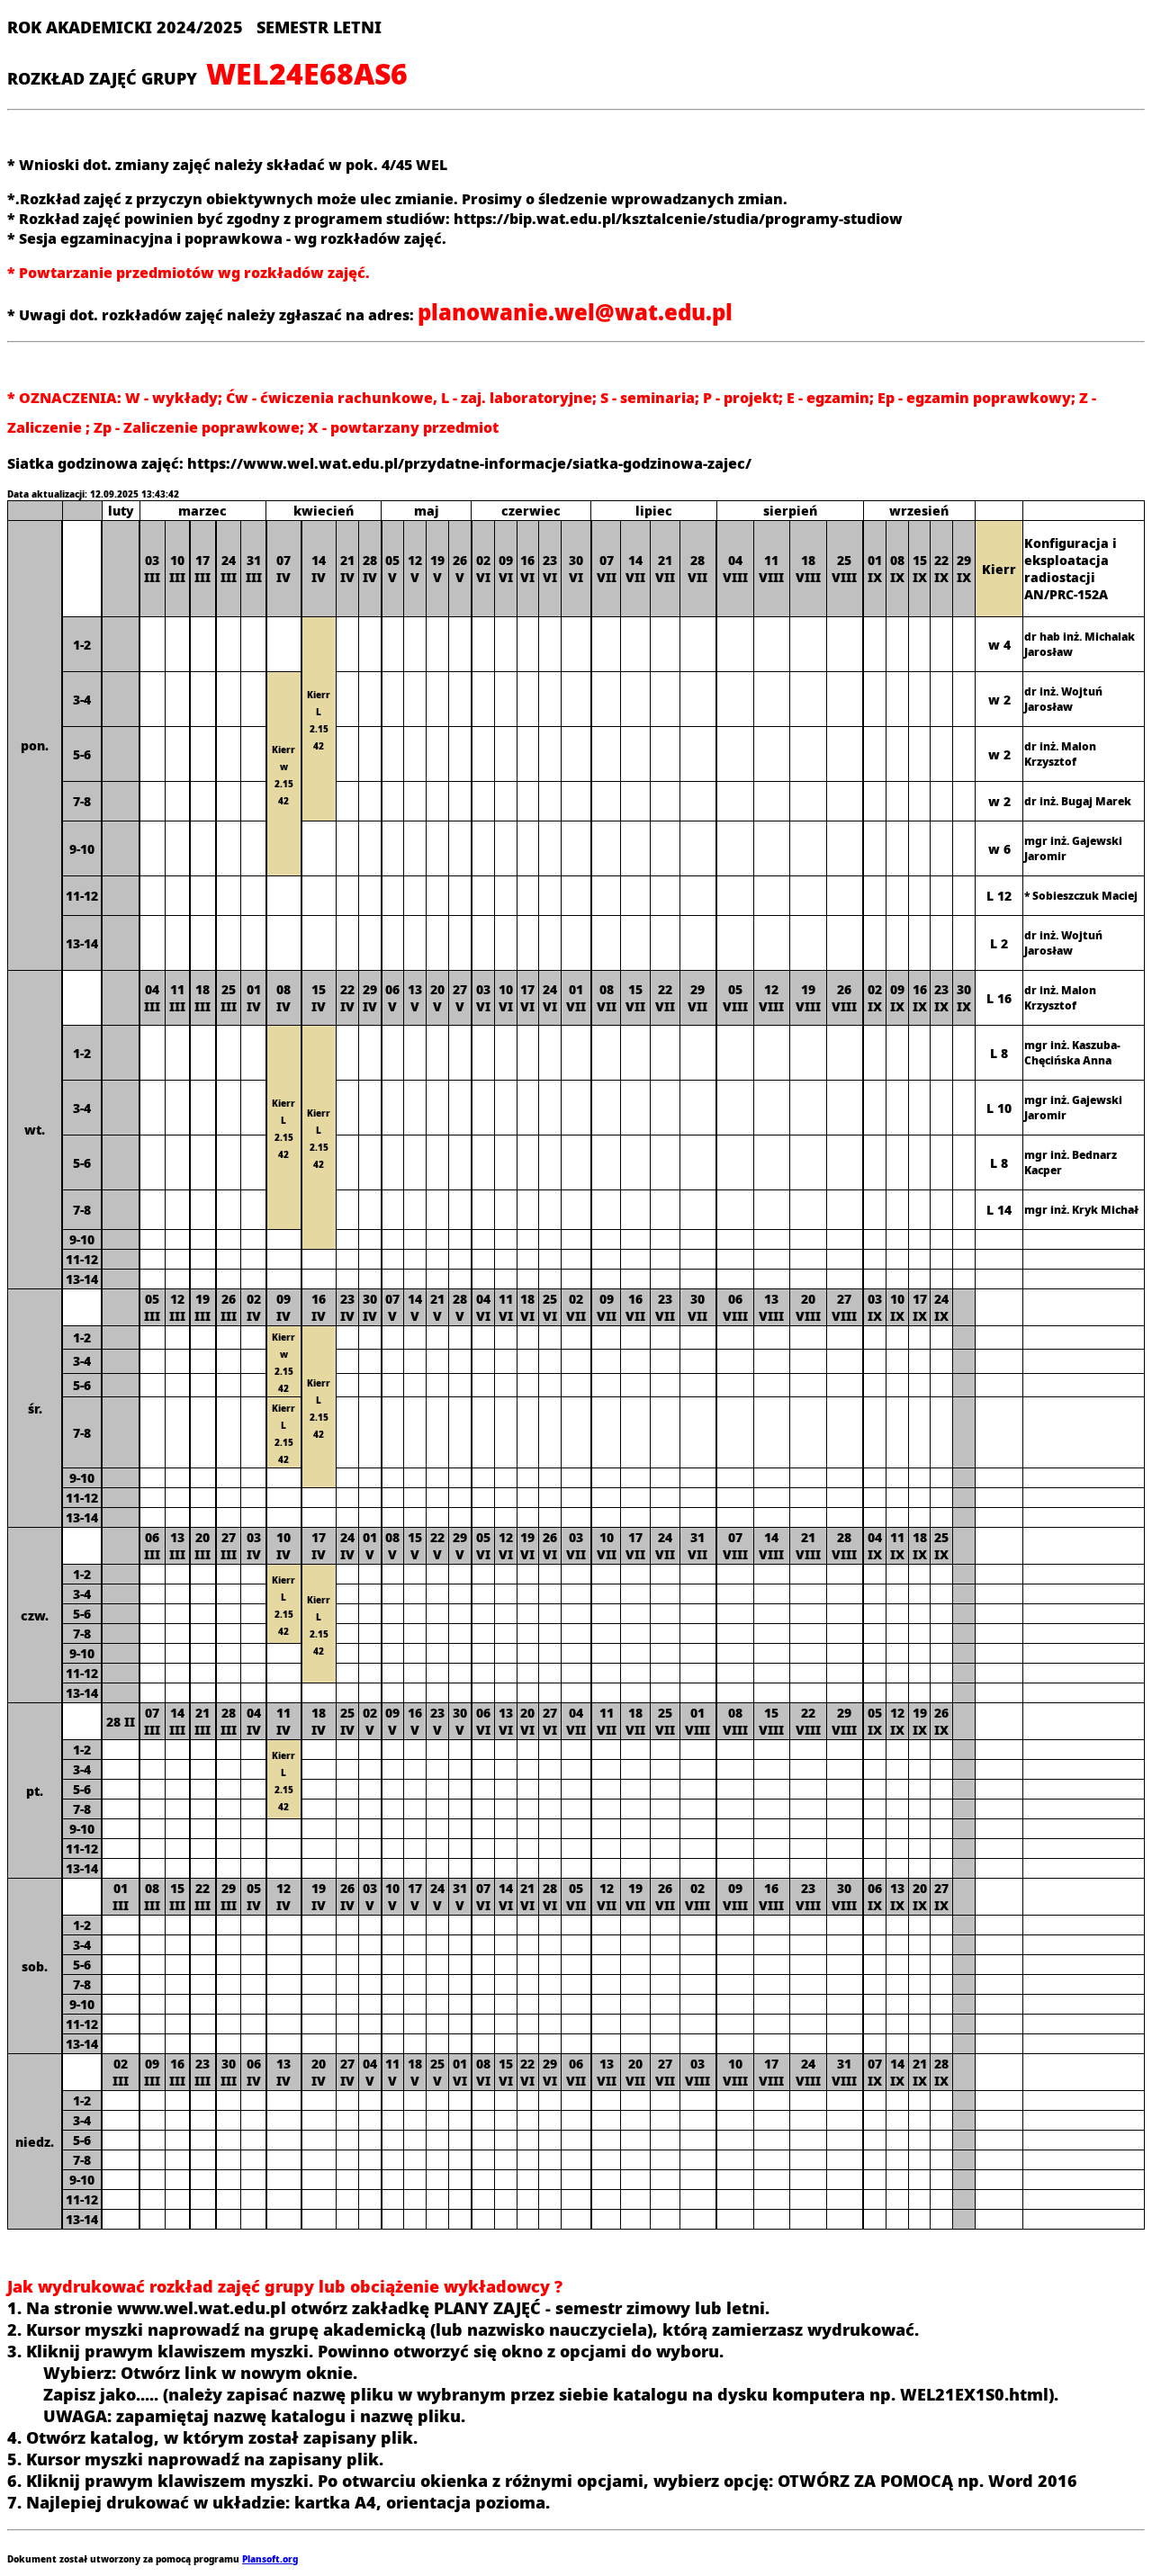 ROK AKADEMICKI 2024/2025 SEMESTR LETNI
ROZKŁAD ZAJĘĆ GRUPY WEL24E68AS6
* Wnioski dot. zmiany zajęć należy składać w pok. 4/45 WEL
*.Rozkład zajęć z przyczyn obiektywnych może ulec zmianie. Prosimy o śledzenie wprowadzanych zmian.
* Rozkład zajęć powinien być zgodny z programem studiów: https://bip.wat.edu.pl/ksztalcenie/studia/programy-studiow
* Sesja egzaminacyjna i poprawkowa - wg rozkładów zajęć.
* Powtarzanie przedmiotów wg rozkładów zajęć.
* Uwagi dot. rozkładów zajęć należy zgłaszać na adres: planowanie.wel@wat.edu.pl
* OZNACZENIA: W - wykłady; Ćw - ćwiczenia rachunkowe, L - zaj. laboratoryjne; S - seminaria; P - projekt; E - egzamin; Ep - egzamin poprawkowy; Z -
Zaliczenie ; Zp - Zaliczenie poprawkowe; X - powtarzany przedmiot
Siatka godzinowa zajęć: https://www.wel.wat.edu.pl/przydatne-informacje/siatka-godzinowa-zajec/
Data aktualizacji: 12.09.2025 13:43:42
luty marzec kwiecień maj czerwiec lipiec sierpień wrzesień
pon.
03 10 17 24 31 07 14 21 28 05 12 19 26 02 09 16 23 30 07 14 21 28 04 11 18 25 01 08 15 22 29
III III III III III IV IV IV IV V V V V VI VI VI VI VI VII VII VII VII VIII VIII VIII VIII IX IX IX IX IX
Kierr
Konfiguracja i
eksploatacja
radiostacji
AN/PRC-152A
1-2 w 4 dr hab inż. Michalak
Jarosław
3-4 w 2 dr inż. Wojtuń
Jarosław
5-6 w 2 dr inż. Malon
Krzysztof
7-8 w 2 dr inż. Bugaj Marek
9-10 w 6 mgr inż. Gajewski
Jaromir
11-12 L 12 * Sobieszczuk Maciej
13-14 L 2 dr inż. Wojtuń
Jarosław
Kierr
w
2.15
42
Kierr
L
2.15
42
wt.
04 11 18 25 01 08 15 22 29 06 13 20 27 03 10 17 24 01 08 15 22 29 05 12 19 26 02 09 16 23 30
III III III III IV IV IV IV IV V V V V VI VI VI VI VII VII VII VII VII VIII VIII VIII VIII IX IX IX IX IX
L 16 dr inż. Malon
Krzysztof
1-2 L 8 mgr inż. Kaszuba-
Chęcińska Anna
3-4 L 10 mgr inż. Gajewski
Jaromir
5-6 L 8 mgr inż. Bednarz
Kacper
7-8 L 14 mgr inż. Kryk Michał
9-10
11-12
13-14
Kierr
L
2.15
42
Kierr
L
2.15
42
śr.
05 12 19 26 02 09 16 23 30 07 14 21 28 04 11 18 25 02 09 16 23 30 06 13 20 27 03 10 17 24
III III III III IV IV IV IV IV V V V V VI VI VI VI VII VII VII VII VII VIII VIII VIII VIII IX IX IX IX
1-2
3-4
5-6
7-8
9-10
11-12
13-14
Kierr
w
2.15
42
Kierr
L
2.15
42
Kierr
L
2.15
42
czw.
06 13 20 27 03 10 17 24 01 08 15 22 29 05 12 19 26 03 10 17 24 31 07 14 21 28 04 11 18 25
III III III III IV IV IV IV V V V V V VI VI VI VI VII VII VII VII VII VIII VIII VIII VIII IX IX IX IX
1-2
3-4
5-6
7-8
9-10
11-12
13-14
Kierr
L
2.15
42
Kierr
L
2.15
42
pt.
28 II 07 14 21 28 04 11 18 25 02 09 16 23 30 06 13 20 27 04 11 18 25 01 08 15 22 29 05 12 19 26
III III III III IV IV IV IV V V V V V VI VI VI VI VII VII VII VII VIII VIII VIII VIII VIII IX IX IX IX
1-2
3-4
5-6
7-8
9-10
11-12
13-14
Kierr
L
2.15
42
sob.
01 08 15 22 29 05 12 19 26 03 10 17 24 31 07 14 21 28 05 12 19 26 02 09 16 23 30 06 13 20 27
III III III III III IV IV IV IV V V V V V VI VI VI VI VII VII VII VII VIII VIII VIII VIII VIII IX IX IX IX
1-2
3-4
5-6
7-8
9-10
11-12
13-14
niedz.
02 09 16 23 30 06 13 20 27 04 11 18 25 01 08 15 22 29 06 13 20 27 03 10 17 24 31 07 14 21 28
III III III III III IV IV IV IV V V V V VI VI VI VI VI VII VII VII VII VIII VIII VIII VIII VIII IX IX IX IX
1-2
3-4
5-6
7-8
9-10
11-12
13-14
Jak wydrukować rozkład zajęć grupy lub obciążenie wykładowcy ?
1. Na stronie www.wel.wat.edu.pl otwórz zakładkę PLANY ZAJĘĆ - semestr zimowy lub letni.
2. Kursor myszki naprowadź na grupę akademicką (lub nazwisko nauczyciela), którą zamierzasz wydrukować.
3. Kliknij prawym klawiszem myszki. Powinno otworzyć się okno z opcjami do wyboru.
Wybierz: Otwórz link w nowym oknie.
Zapisz jako..... (należy zapisać nazwę pliku w wybranym przez siebie katalogu na dysku komputera np. WEL21EX1S0.html).
UWAGA: zapamiętaj nazwę katalogu i nazwę pliku.
4. Otwórz katalog, w którym został zapisany plik.
5. Kursor myszki naprowadź na zapisany plik.
6. Kliknij prawym klawiszem myszki. Po otwarciu okienka z różnymi opcjami, wybierz opcję: OTWÓRZ ZA POMOCĄ np. Word 2016
7. Najlepiej drukować w układzie: kartka A4, orientacja pozioma.
Dokument został utworzony za pomocą programu Plansoft.org